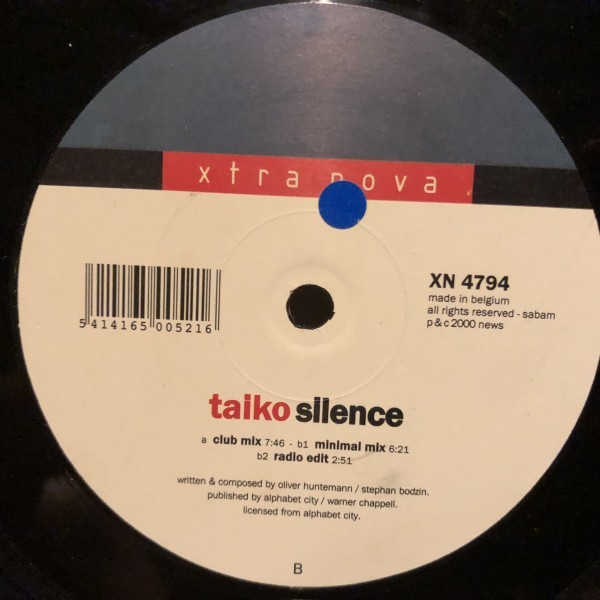 xtra nova
XN 4794
made in belgium
all rights reserved - sabam
p & c 2000 news
5 414165 005216
taiko silence
a club mix 7:46 - b1 minimal mix 6:21
b2 radio edit 2:51
written & composed by oliver huntemann / stephan bodzin.
published by alphabet city / warner chappell.
licensed from alphabet city.
B